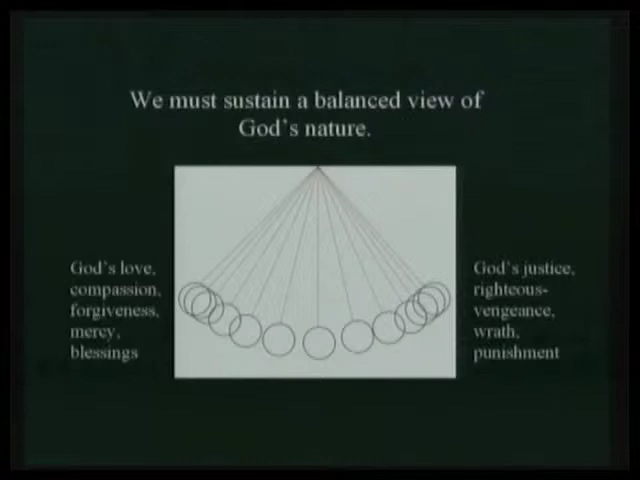 We must sustain a balanced view of
God's nature.
God's love,
compassion,
forgiveness,
mercy,
blessings
God's justice,
righteous-
vengeance,
wrath,
punishment